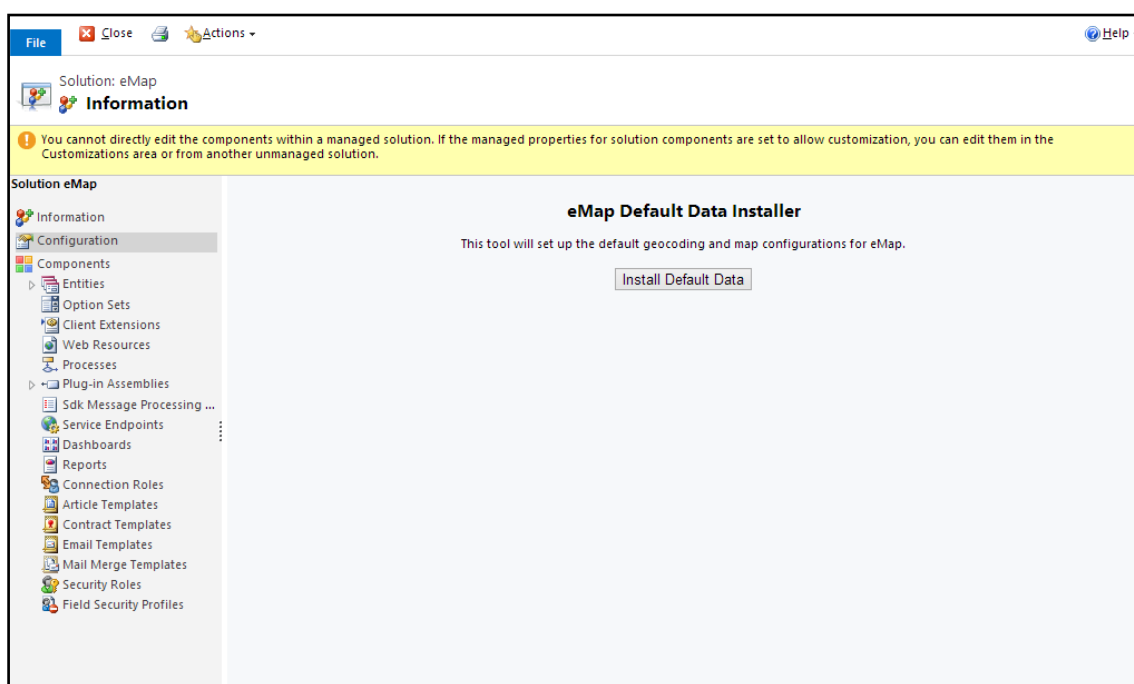 File
Close
Actions
Help
Solution: eMap
Information
You cannot directly edit the components within a managed solution. If the managed properties for solution components are set to allow customization, you can edit them in the
Customizations area or from another unmanaged solution.
Solution eMap
Information
Configuration
Components
Entities
Option Sets
Client Extensions
Web Resources
Processes
Plug-in Assemblies
Sdk Message Processing ...
Service Endpoints
Dashboards
Reports
Connection Roles
Article Templates
Contract Templates
Email Templates
Mail Merge Templates
Security Roles
Field Security Profiles
eMap Default Data Installer
This tool will set up the default geocoding and map configurations for eMap.
Install Default Data